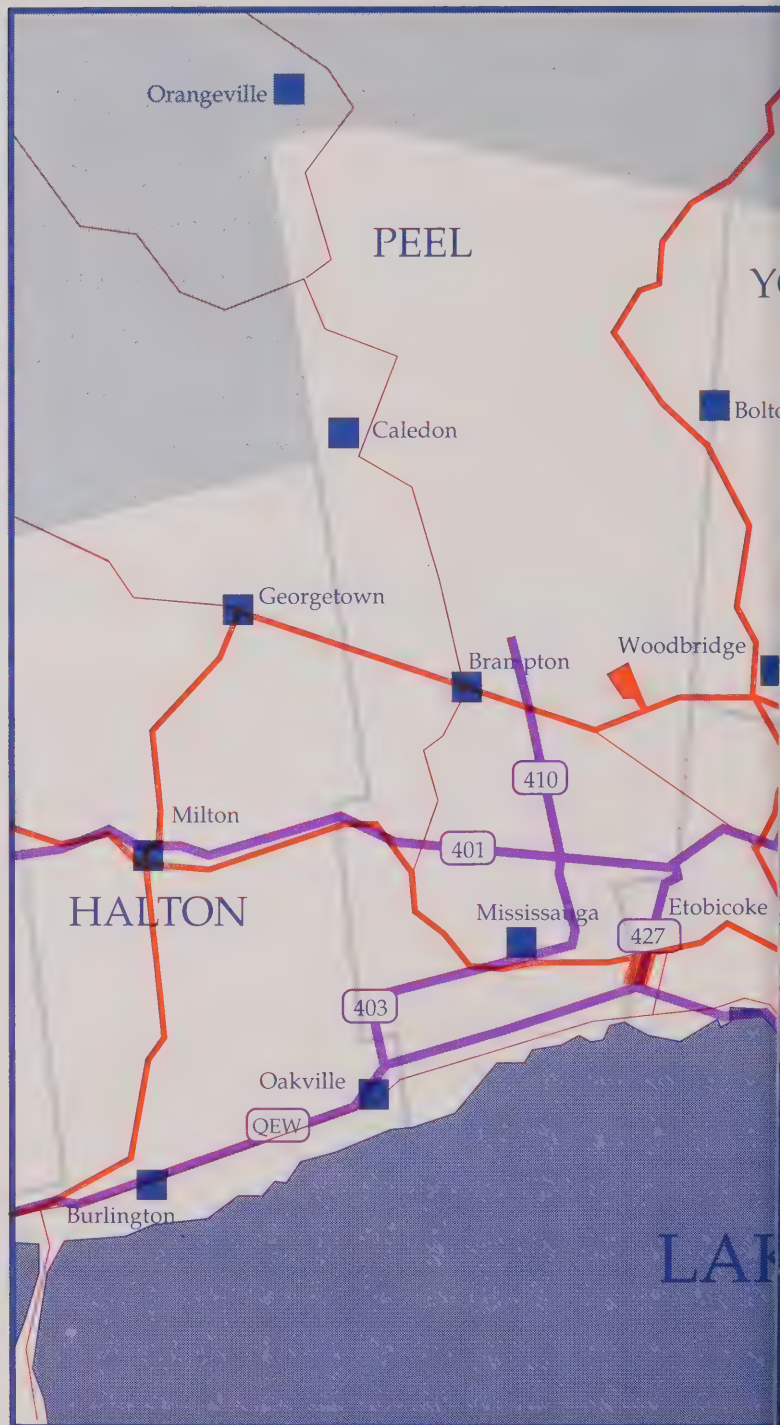 Orangeville
PEEL
Caledon
Georgetown
Woodbridge
Brampton
410
Milton
401
HALTON
Mississauga
Etobicoke
427
403
Oakville
QEW
Burlington